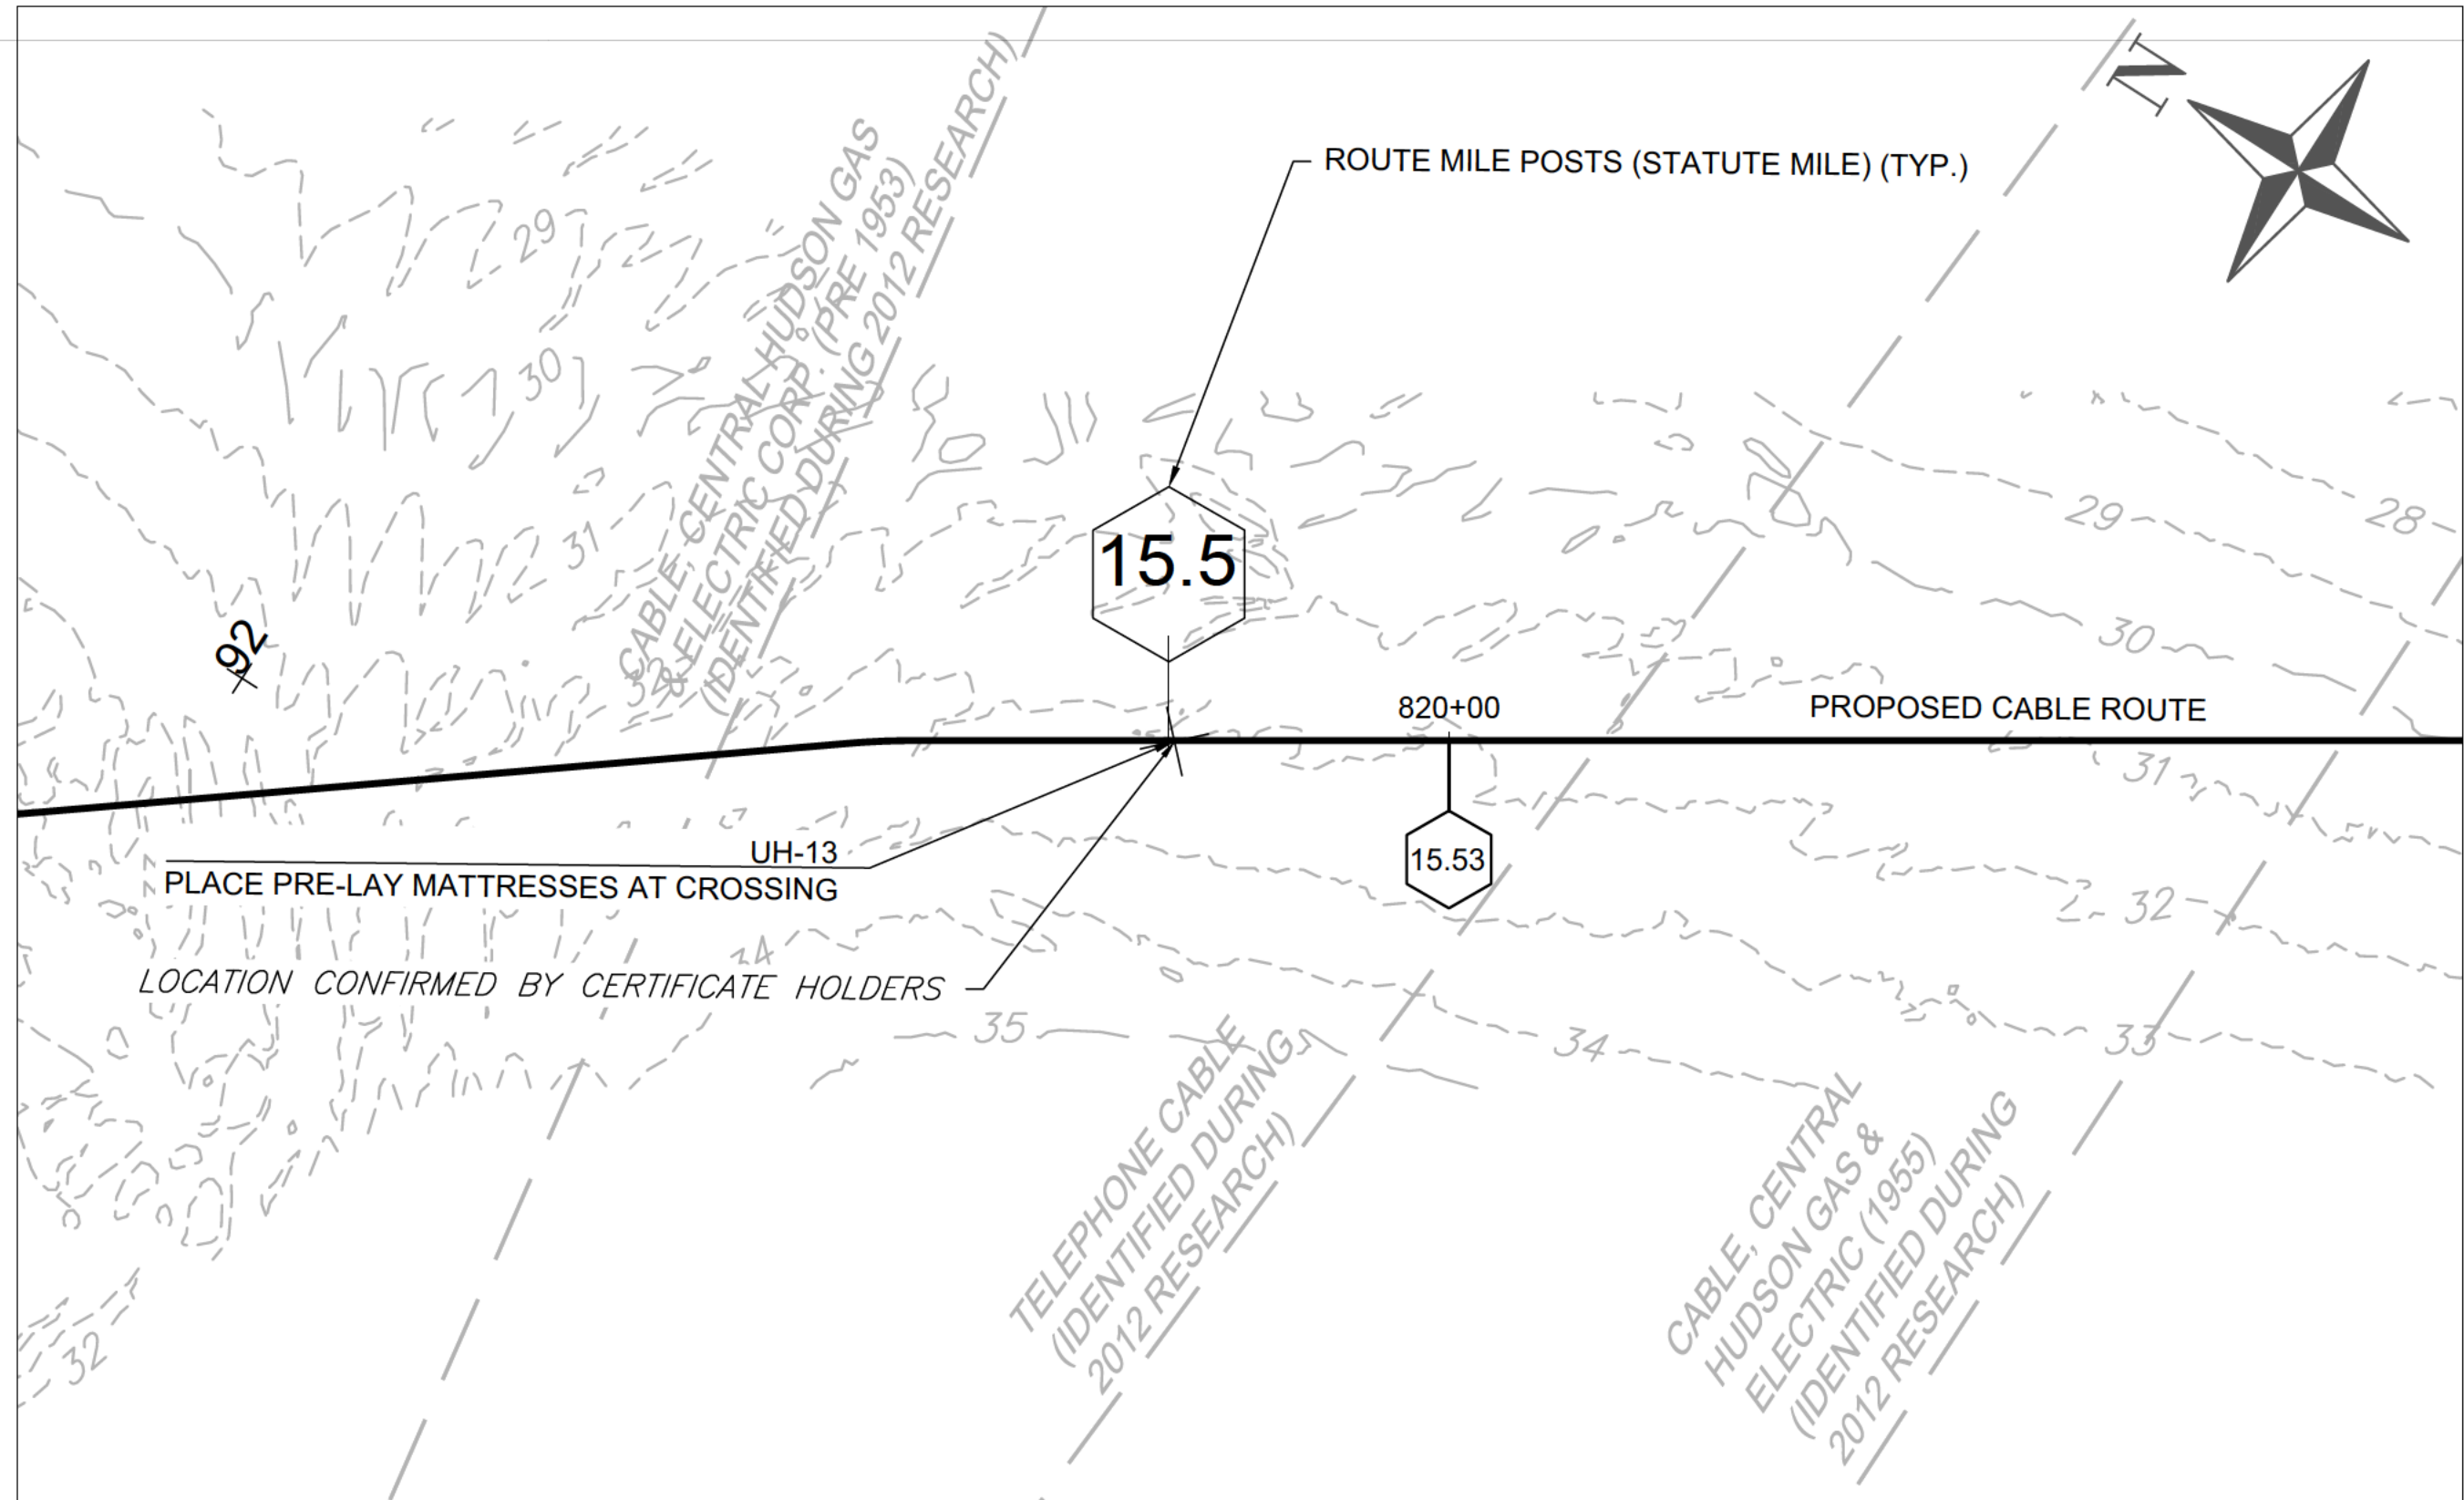 N
CABLE, CENTRAL HUDSON GAS
& ELECTRIC CORP. (PRE 1953)
(IDENTIFIED DURING 2012 RESEARCH)
ROUTE MILE POSTS (STATUTE MILE) (TYP.)
29
30
31
32
92
15.5
29
28
30
820+00
PROPOSED CABLE ROUTE
31
15.53
32
UH-13
PLACE PRE-LAY MATTRESSES AT CROSSING
LOCATION CONFIRMED BY CERTIFICATE HOLDERS
35
34
33
TELEPHONE CABLE
(IDENTIFIED DURING
2012 RESEARCH)
CABLE, CENTRAL
HUDSON GAS &
ELECTRIC (1955)
(IDENTIFIED DURING
2012 RESEARCH)
32